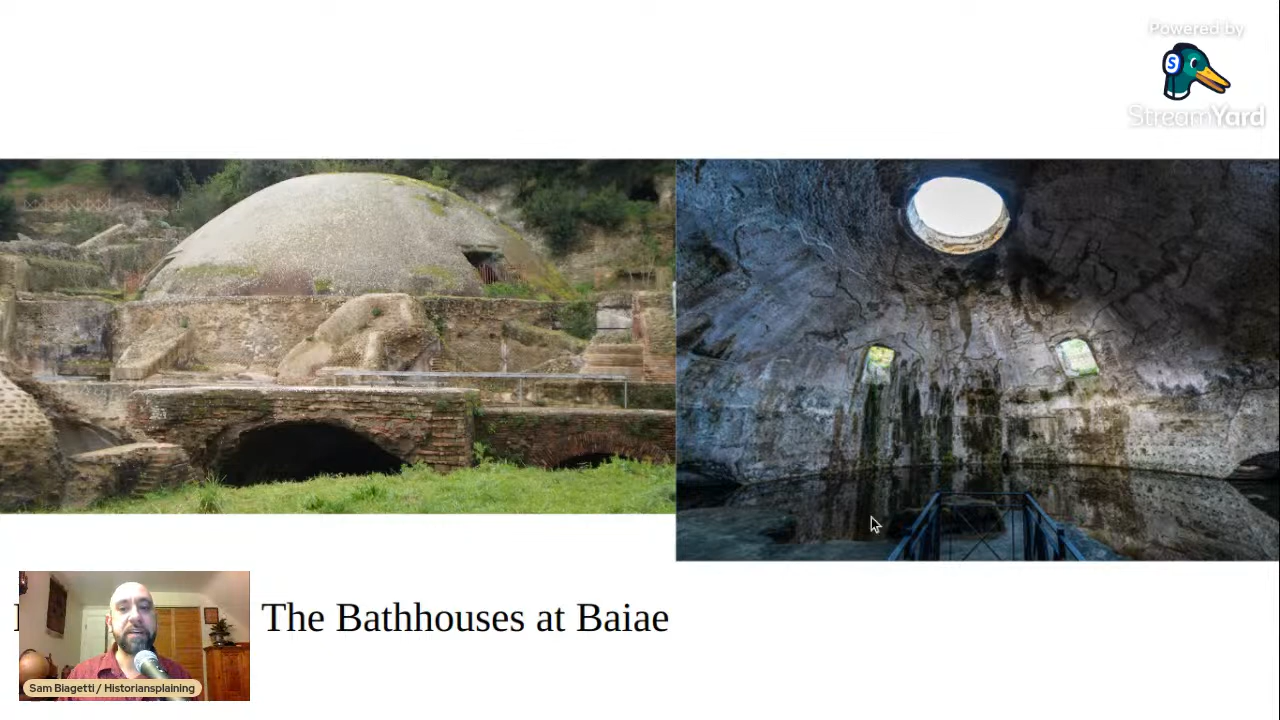 Powered by
StreamYard
The Bathhouses at Baiae
Sam Biagetti / Historiansplaining